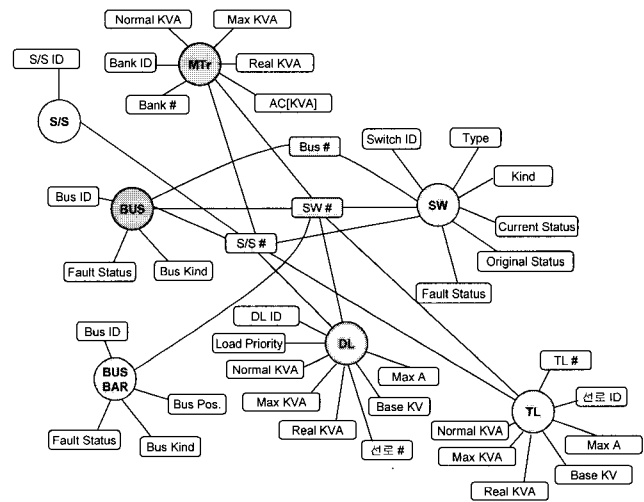 Normal KVA
Max KVA
S/S ID
Bank ID
MTr
Real KVA
Bank #
AC[KVA]
S/S
Bus #
Switch ID
Type
Kind
Bus ID
BUS
SW #
SW
Current Status
S/S #
Original Status
Fault Status
Bus Kind
Fault Status
DL ID
Bus ID
Load Priority
DL
TL #
BUS
BAR
Normal KVA
Max A
선로 ID
Bus Pos.
Max KVA
Base KV
Normal KVA
TL
Max A
Fault Status
Bus Kind
Real KVA
선로 #
Max KVA
Base KV
Real KVA